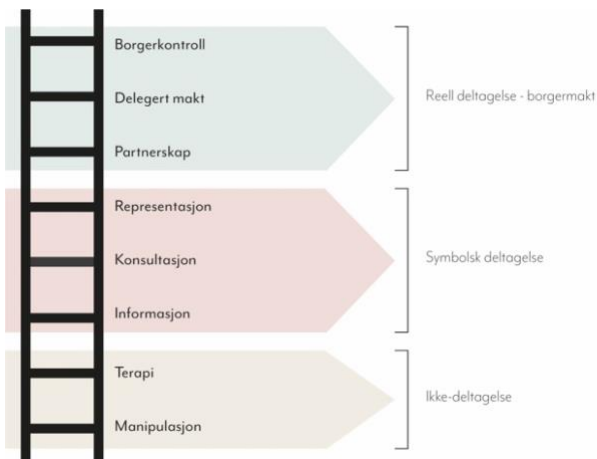 Borgerkontroll
Delegert makt
Partnerskap
Reell deltagelse - borgermakt
Representasjon
Konsultasjon
Informasjon
Symbolsk deltagelse
Terapi
Manipulasjon
Ikke-deltagelse